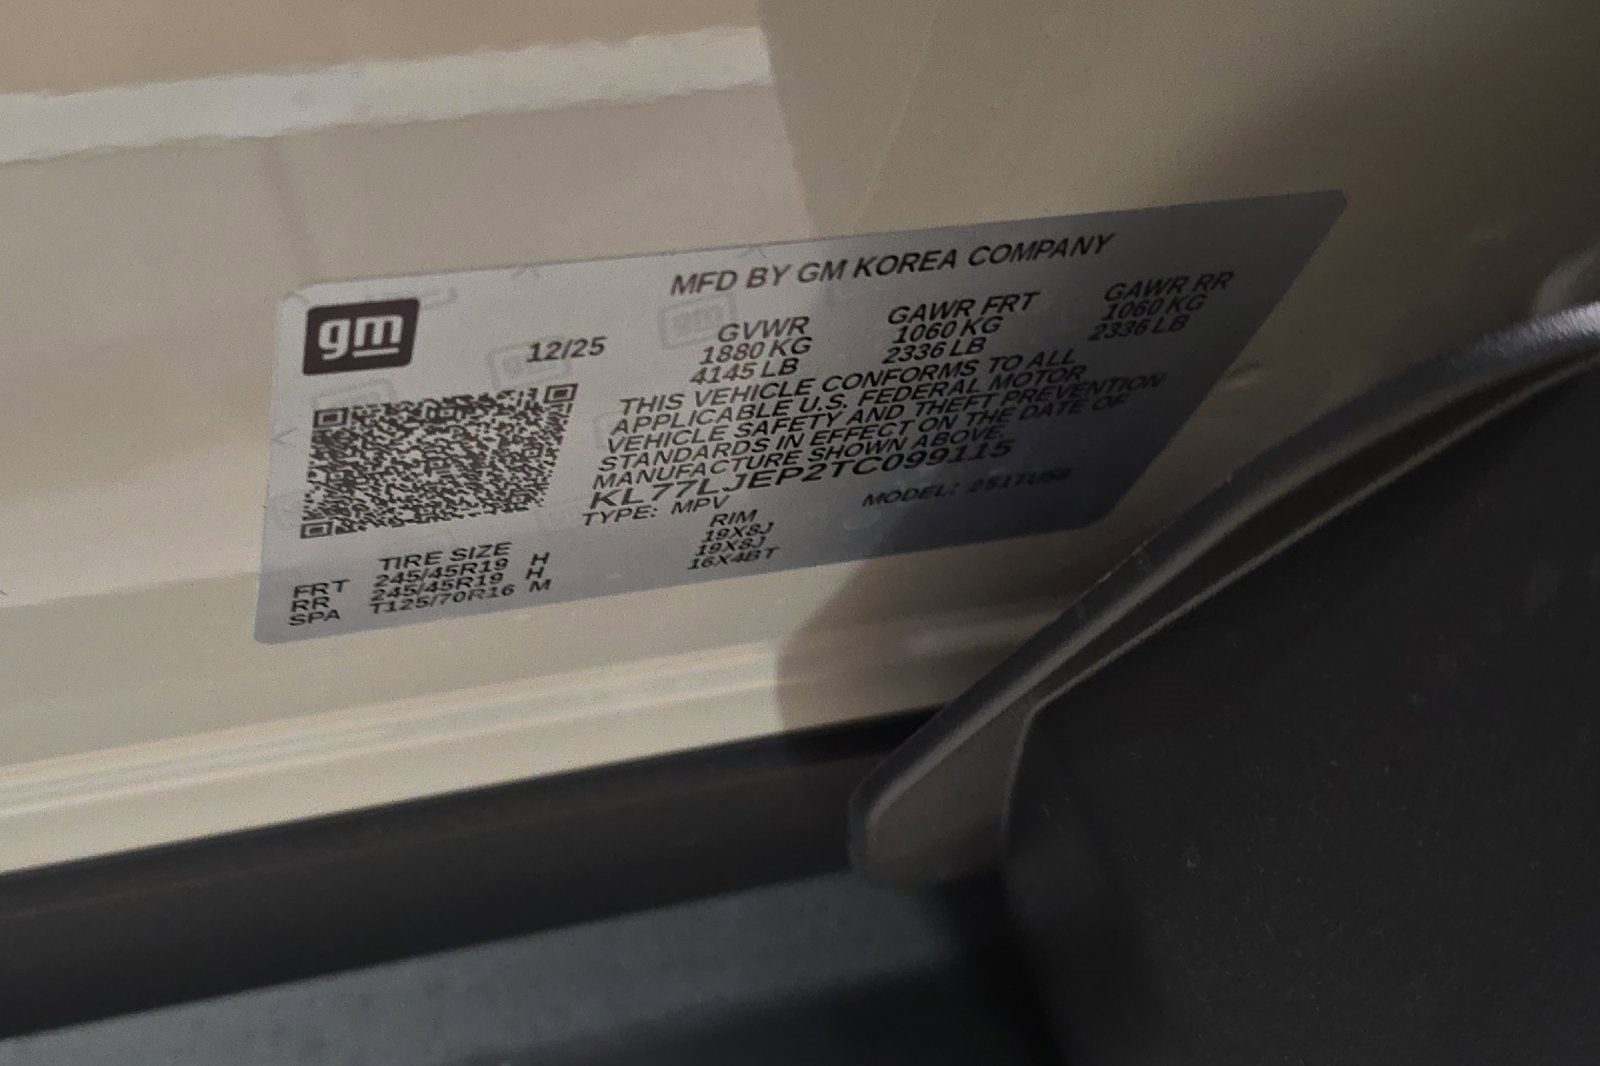 MFD BY GM KOREA COMPANY
gm
12/25
GVWR GAWR FRT GAWR RR
1880 KG 1060 KG 1060 KG
4145 LB 2336 LB 2336 LB
THIS VEHICLE CONFORMS TO ALL
APPLICABLE U.S. FEDERAL MOTOR
VEHICLE SAFETY AND THEFT PREVENTION
STANDARDS IN EFFECT ON THE DATE OF
MANUFACTURE SHOWN ABOVE.
KL77LJEP2TC099115
TYPE: MPV MODEL:
TIRE SIZE RIM
FRT 245/45R19 H 19X8J
RR 245/45R19 H 19X8J
SPA T125/70R16 M 16X4BT